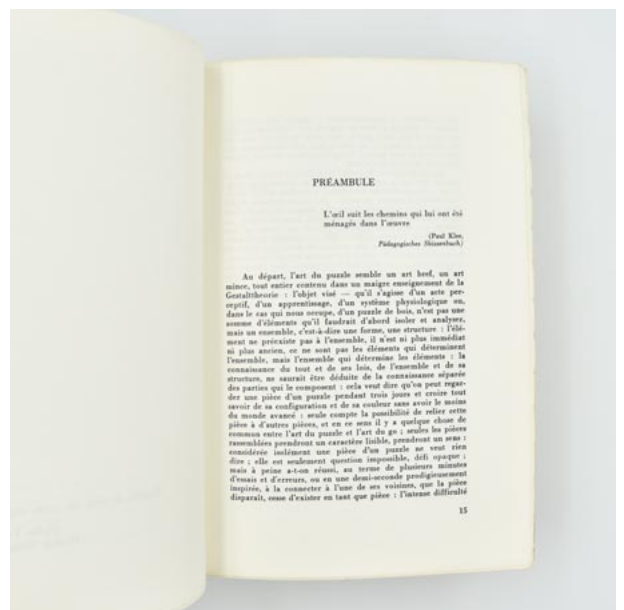 PRÉAMBULE
L'œil suit les chemins qui lui ont été
ménagés dans l'œuvre
(Paul Klee,
Pädagogisches Skizzenbuch)
Au départ, l'art du puzzle semble un art bref, un art
mince, tout entier contenu dans un maigre enseignement de la
Gestalttheorie : l'objet visé — qu'il s'agisse d'un acte per-
ceptif, d'un apprentissage, d'un système physiologique ou,
dans le cas qui nous occupe, d'un puzzle de bois, n'est pas une
somme d'éléments qu'il faudrait d'abord isoler et analyser,
mais un ensemble, c'est-à-dire une forme, une structure : l'élé-
ment ne préexiste pas à l'ensemble, il n'est ni plus immédiat
ni plus ancien, ce ne sont pas les éléments qui déterminent
l'ensemble, mais l'ensemble qui détermine les éléments : la
connaissance du tout et de ses lois, de l'ensemble et de sa
structure, ne saurait être déduite de la connaissance séparée
des parties qui le composent : cela veut dire qu'on peut regar-
der une pièce d'un puzzle pendant trois jours et croire tout
savoir de sa configuration et de sa couleur sans avoir le moins
du monde avancé : seule compte la possibilité de relier cette
pièce à d'autres pièces, et en ce sens il y a quelque chose de
commun entre l'art du puzzle et l'art du go ; seules les pièces
rassemblées prendront un caractère lisible, prendront un sens :
considérée isolément une pièce d'un puzzle ne veut rien
dire ; elle est seulement question impossible, défi opaque ;
mais à peine a-t-on réussi, au terme de plusieurs minutes
d'essais et d'erreurs, ou en une demi-seconde prodigieusement
inspirée, à la connecter à l'une de ses voisines, que la pièce
disparaît, cesse d'exister en tant que pièce : l'intense difficulté
15